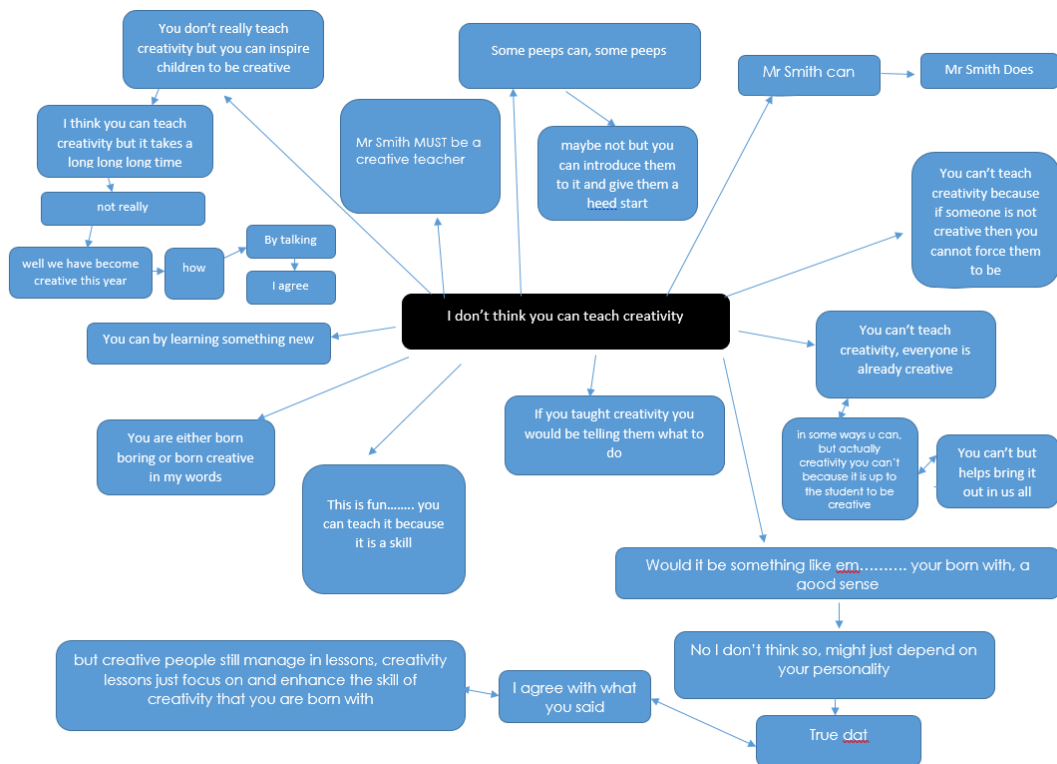 You don't really teach
creativity but you can inspire
children to be creative
Some peeps can, some peeps
Mr Smith can
Mr Smith Does
I think you can teach
creativity but it takes a
long long long time
Mr Smith MUST be a
creative teacher
maybe not but you
can introduce them
to it and give them a
heed start
You can't teach
creativity because
if someone is not
creative then you
cannot force them
to be
not really
well we have become
creative this year
how
By talking
I agree
I don't think you can teach creativity
You can by learning something new
You can't teach
creativity, everyone is
already creative
If you taught creativity you
would be telling them what to
do
You are either born
boring or born creative
in my words
in some ways u can,
but actually
creativity you can't
because it is up to
the student to be
creative
You can't but
helps bring it
out in us all
This is fun........ you
can teach it because
it is a skill
Would it be something like em.......... your born with, a
good sense
No I don't think so, might just depend on
your personality
but creative people still manage in lessons, creativity
lessons just focus on and enhance the skill of
creativity that you are born with
I agree with what
you said
True dat